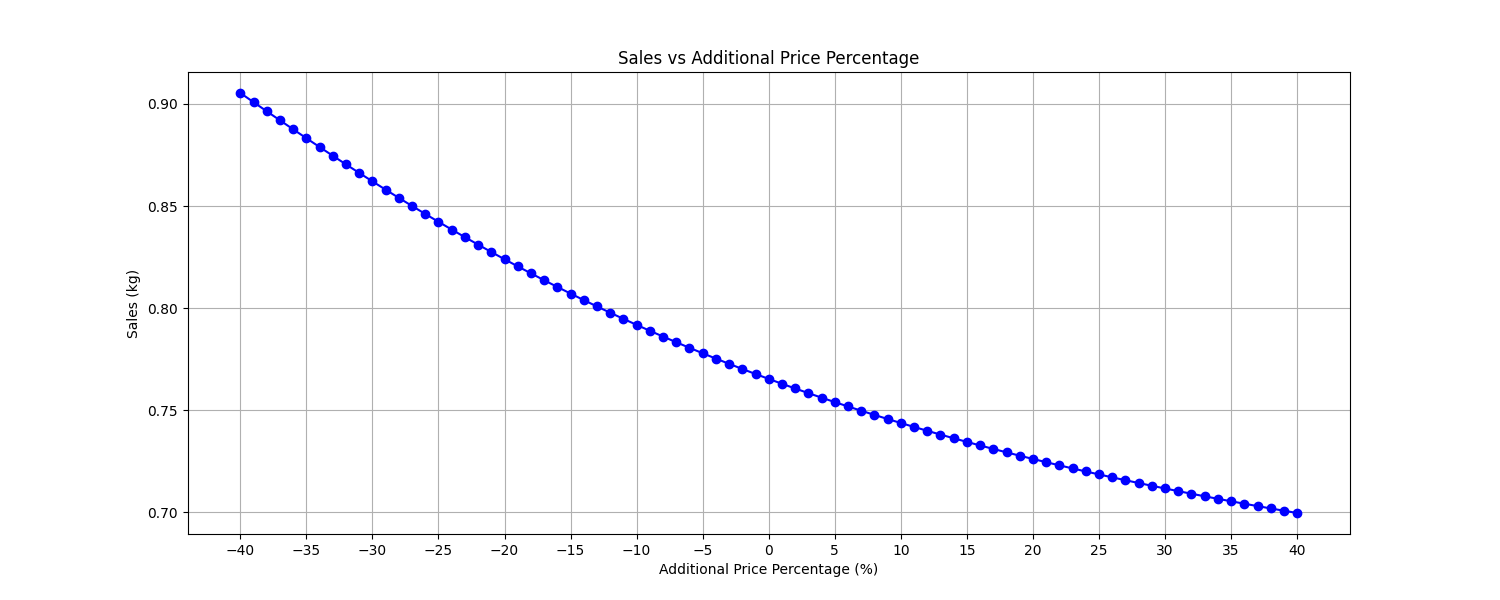 Sales vs Additional Price Percentage
0.90
0.85
0.80
0.75
0.70
Sales (kg)
−40 −35 −30 −25 −20 −15 −10 −5 0 5 10 15 20 25 30 35 40
Additional Price Percentage (%)